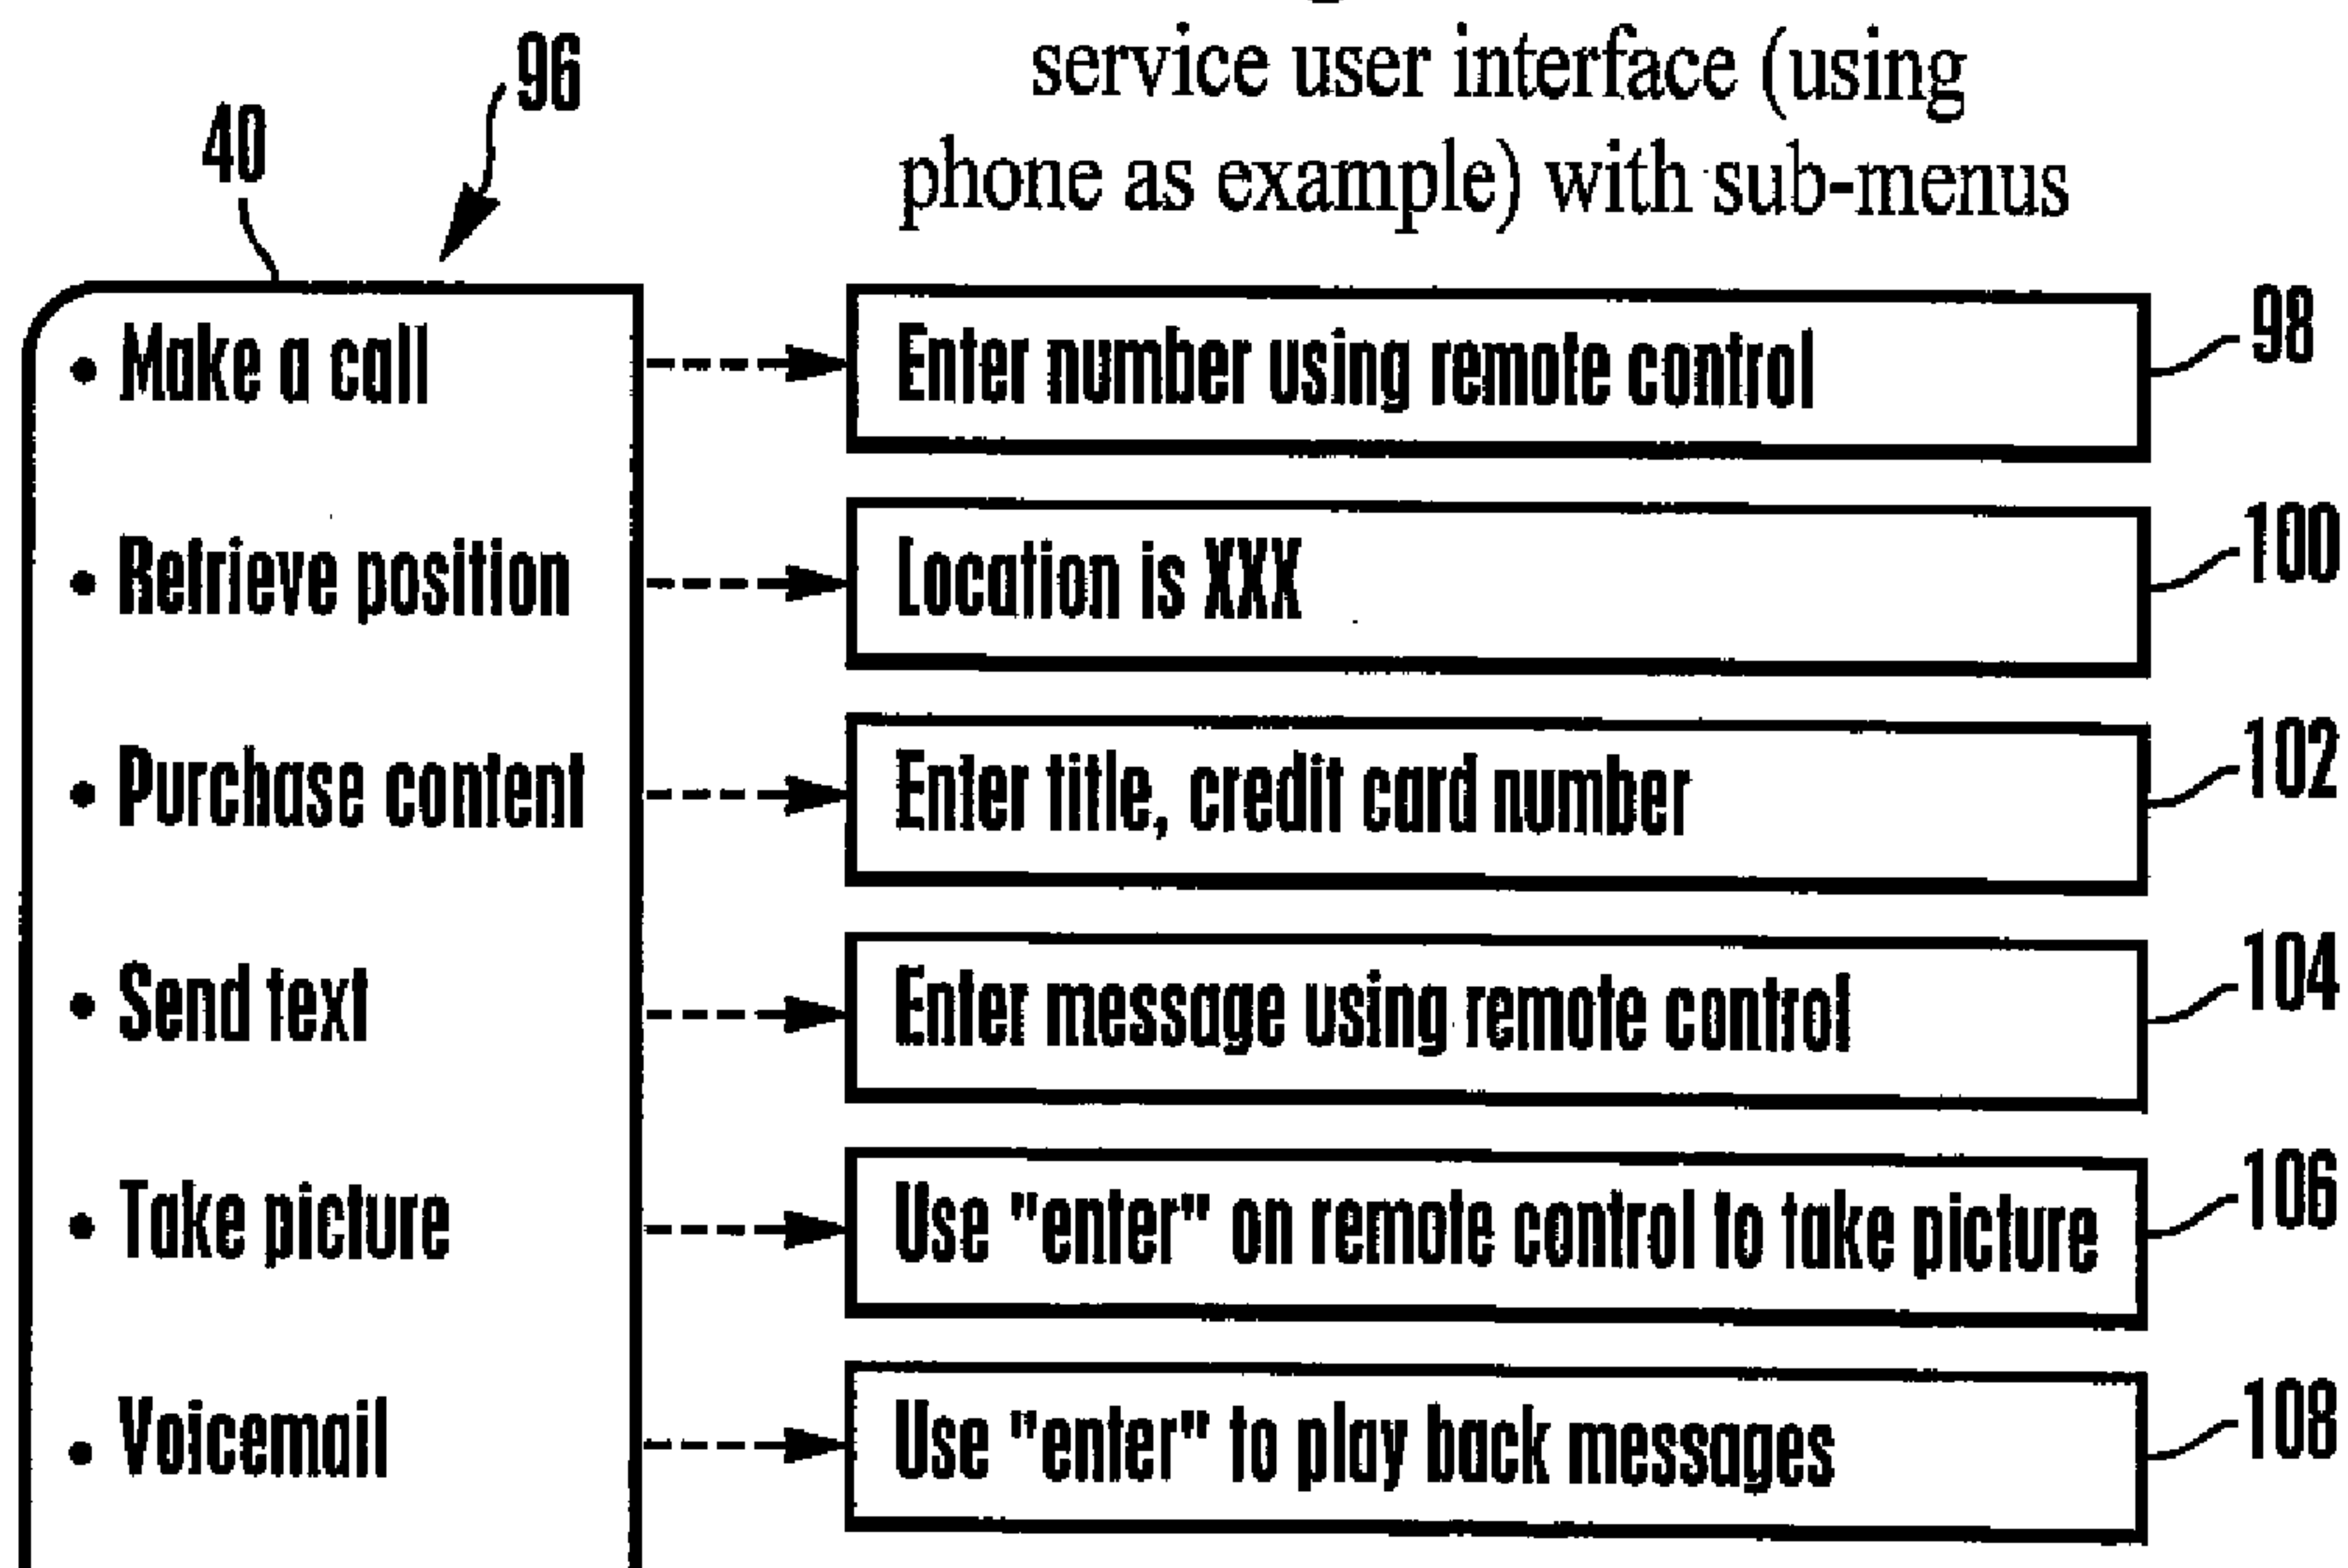 96
40
service user interface (using
phone as example) with sub-menus
• Make a call
Enter number using remote control
98
• Retrieve position
Location is XXX
100
• Purchase content
Enter title, credit card number
102
• Send text
Enter message using remote control
104
• Take picture
Use "enter" on remote control to take picture
106
• Voicemail
Use "enter" to play back messages
108